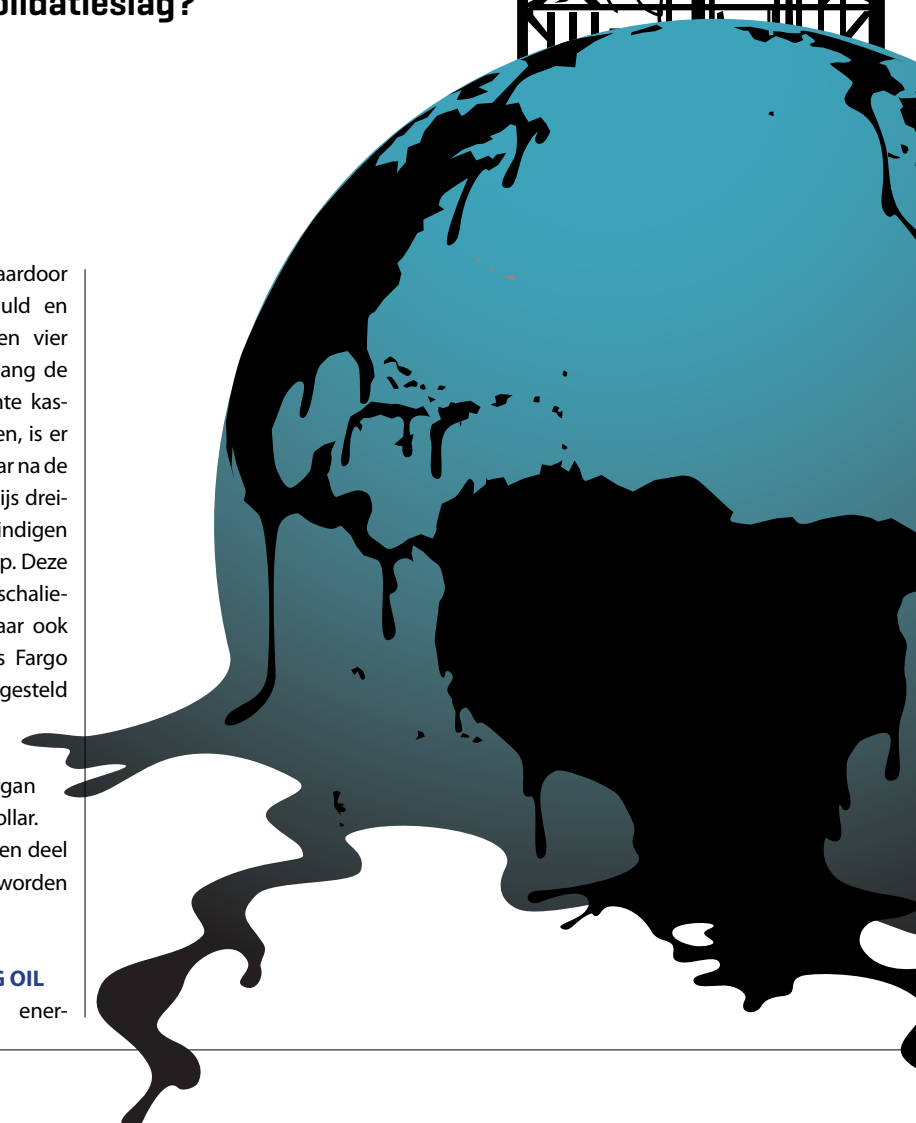 olidatieslag?
aardoor
uld en
en vier
ang de
nte kas-
en, is er
ar na de
ijs drei-
indigen
p. Deze
schalie-
aar ook
s Fargo
gesteld
rgan
ollar.
en deel
worden
G OIL
ener-